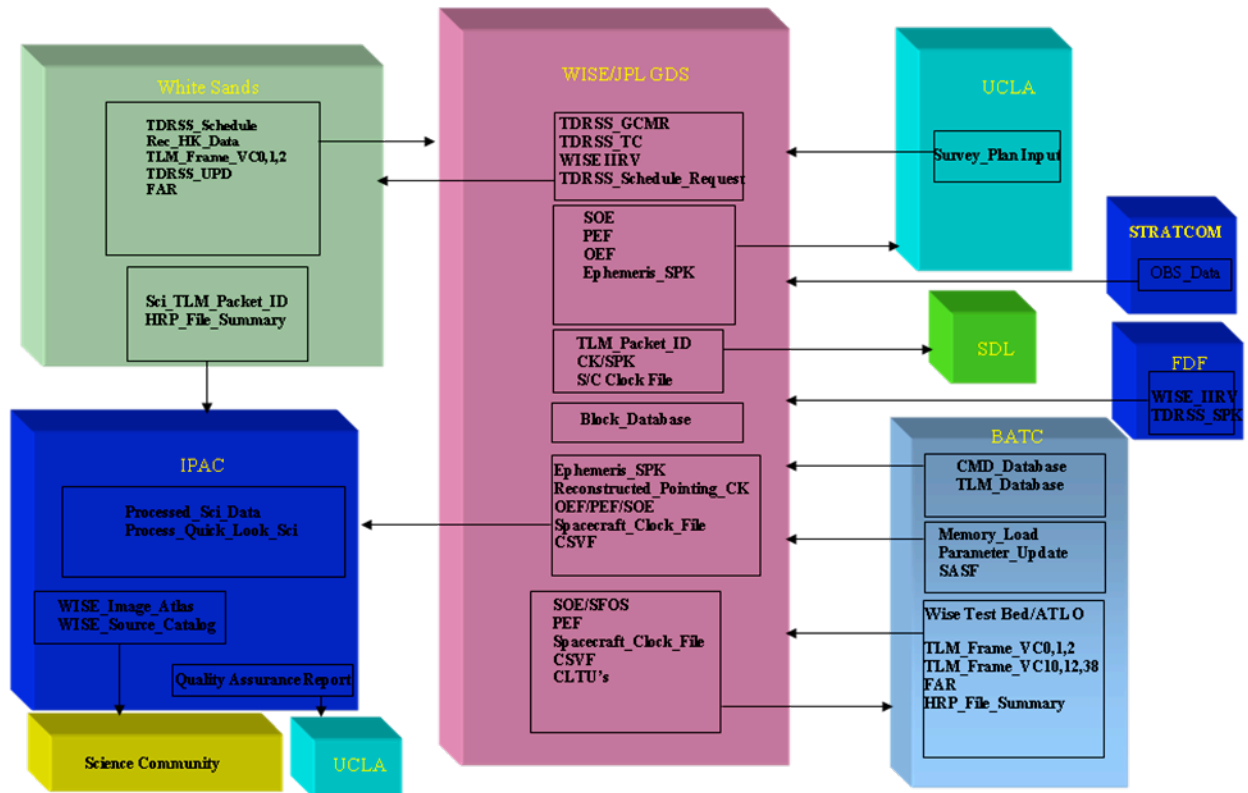 White Sands
TDRSS_Schedule
Rec_HK_Data
TLM_Frame_VC0,1,2
TDRSS_UPD
FAR
Sci_TLM_Packet_ID
HRP_File_Summary
IPAC
Processed_Sci_Data
Process_Quick_Look_Sci
WISE_Image_Atlas
WISE_Source_Catalog
Quality Assurance Report
Science Community
UCLA
WISE/JPL GDS
TDRSS_GCMR
TDRSS_TC
WISE IIRV
TDRSS_Schedule_Request
SOE
PEF
OEF
Ephemeris_SPK
TLM_Packet_ID
CK/SPK
S/C Clock File
Block_Database
Ephemeris_SPK
Reconstructed_Pointing_CK
OEF/PEF/SOE
Spacecraft_Clock_File
CSVF
SOE/SFOS
PEF
Spacecraft_Clock_File
CSVF
CLTU's
UCLA
Survey_Plan Input
STRATCOM
OBS_Data
SDL
FDF
WISE_IIRV
TDRSS_SPK
BATC
CMD_Database
TLM_Database
Memory_Load
Parameter_Update
SASF
Wise Test Bed/ATLO
TLM_Frame_VC0,1,2
TLM_Frame_VC10,12,38
FAR
HRP_File_Summary